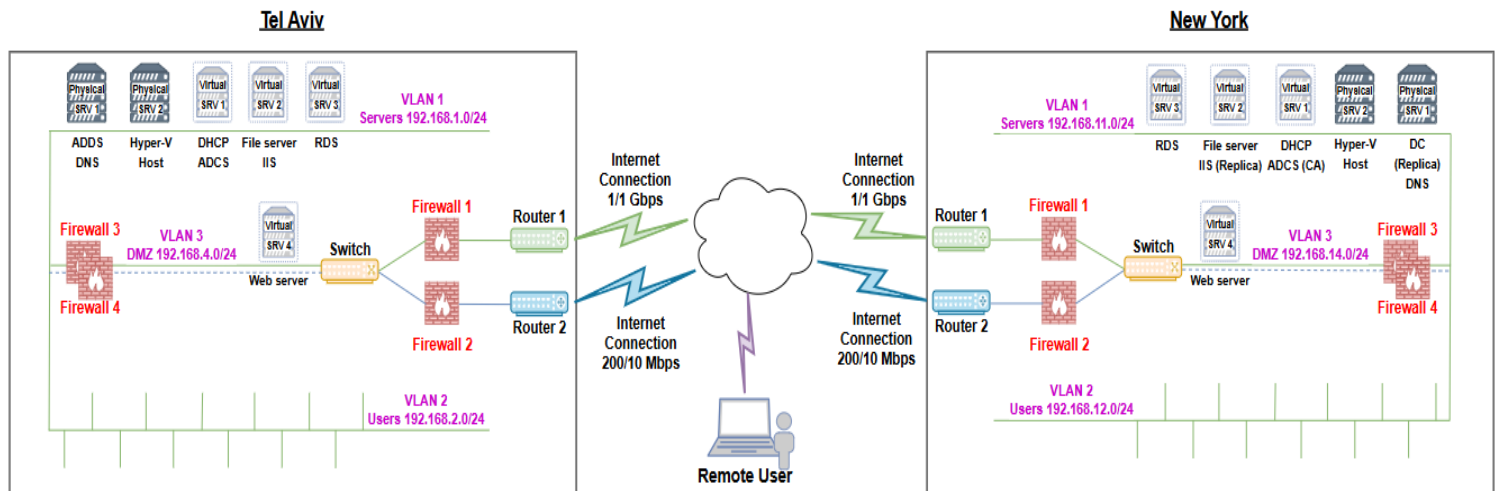 Tel Aviv
Physical
SRV 1
Physical
SRV 2
Virtual
SRV 1
Virtual
SRV 2
Virtual
SRV 3
VLAN 1
Servers 192.168.1.0/24
ADDS
DNS
Hyper-V
Host
DHCP
ADCS
File server
IIS
RDS
Firewall 3
Firewall 4
VLAN 3
DMZ 192.168.4.0/24
Virtual
SRV 4
Web server
Switch
Firewall 1
Firewall 2
Router 1
Router 2
VLAN 2
Users 192.168.2.0/24
Internet
Connection
1/1 Gbps
Internet
Connection
200/10 Mbps
Internet
Connection
1/1 Gbps
Internet
Connection
200/10 Mbps
Remote User
New York
VLAN 1
Servers 192.168.11.0/24
Virtual
SRV 3
Virtual
SRV 2
Virtual
SRV 1
Physical
SRV 2
Physical
SRV 1
RDS
File server
IIS (Replica)
DHCP
ADCS (CA)
Hyper-V
Host
DC
(Replica)
DNS
Router 1
Router 2
Firewall 1
Firewall 2
Switch
Virtual
SRV 4
Web server
VLAN 3
DMZ 192.168.14.0/24
Firewall 3
Firewall 4
VLAN 2
Users 192.168.12.0/24